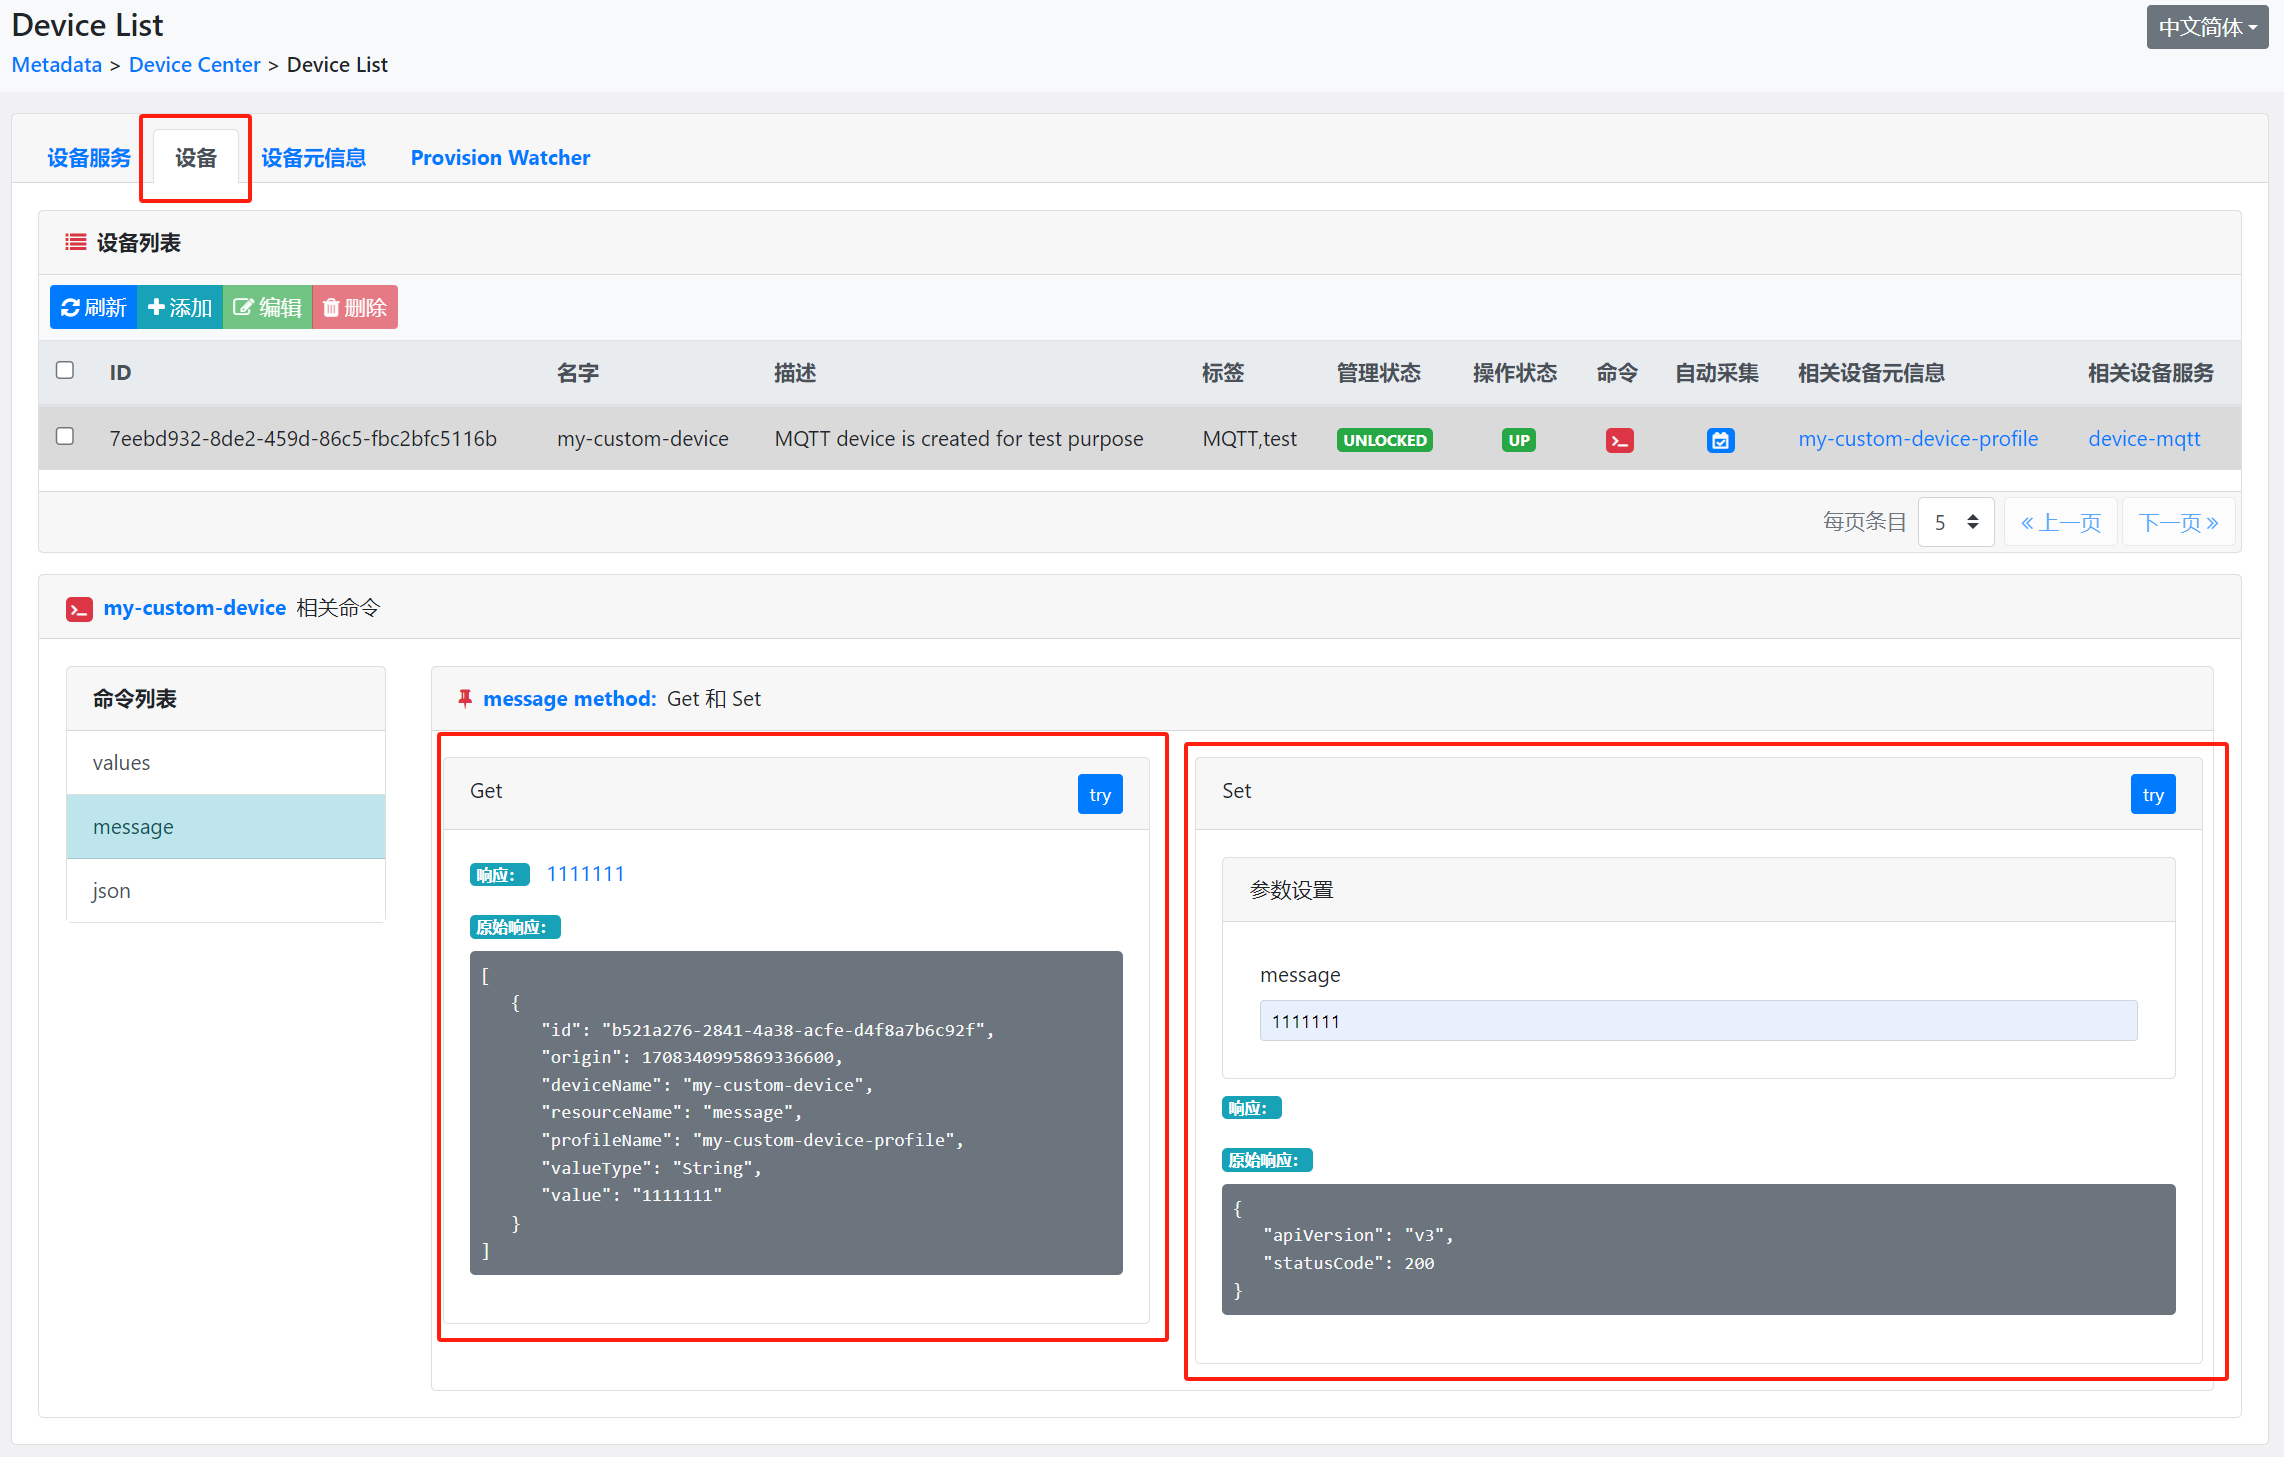 Device List
中文简体
Metadata > Device Center > Device List
设备服务 设备 设备元信息 Provision Watcher
设备列表
刷新 添加 编辑 删除
ID 名字 描述 标签 管理状态 操作状态 命令 自动采集 相关设备元信息 相关设备服务
7eebd932-8de2-459d-86c5-fbc2bfc5116b my-custom-device MQTT device is created for test purpose MQTT,test UNLOCKED UP my-custom-device-profile device-mqtt
每页条目 5 «上一页 下一页»
my-custom-device 相关命令
命令列表
values
message
json
message method: Get 和 Set
Get try
响应： 1111111
原始响应：
[
{
"id": "b521a276-2841-4a38-acfe-d4f8a7b6c92f",
"origin": 1708340995869336600,
"deviceName": "my-custom-device",
"resourceName": "message",
"profileName": "my-custom-device-profile",
"valueType": "String",
"value": "1111111"
}
]
Set try
参数设置
message
1111111
响应：
原始响应：
{
"apiVersion": "v3",
"statusCode": 200
}